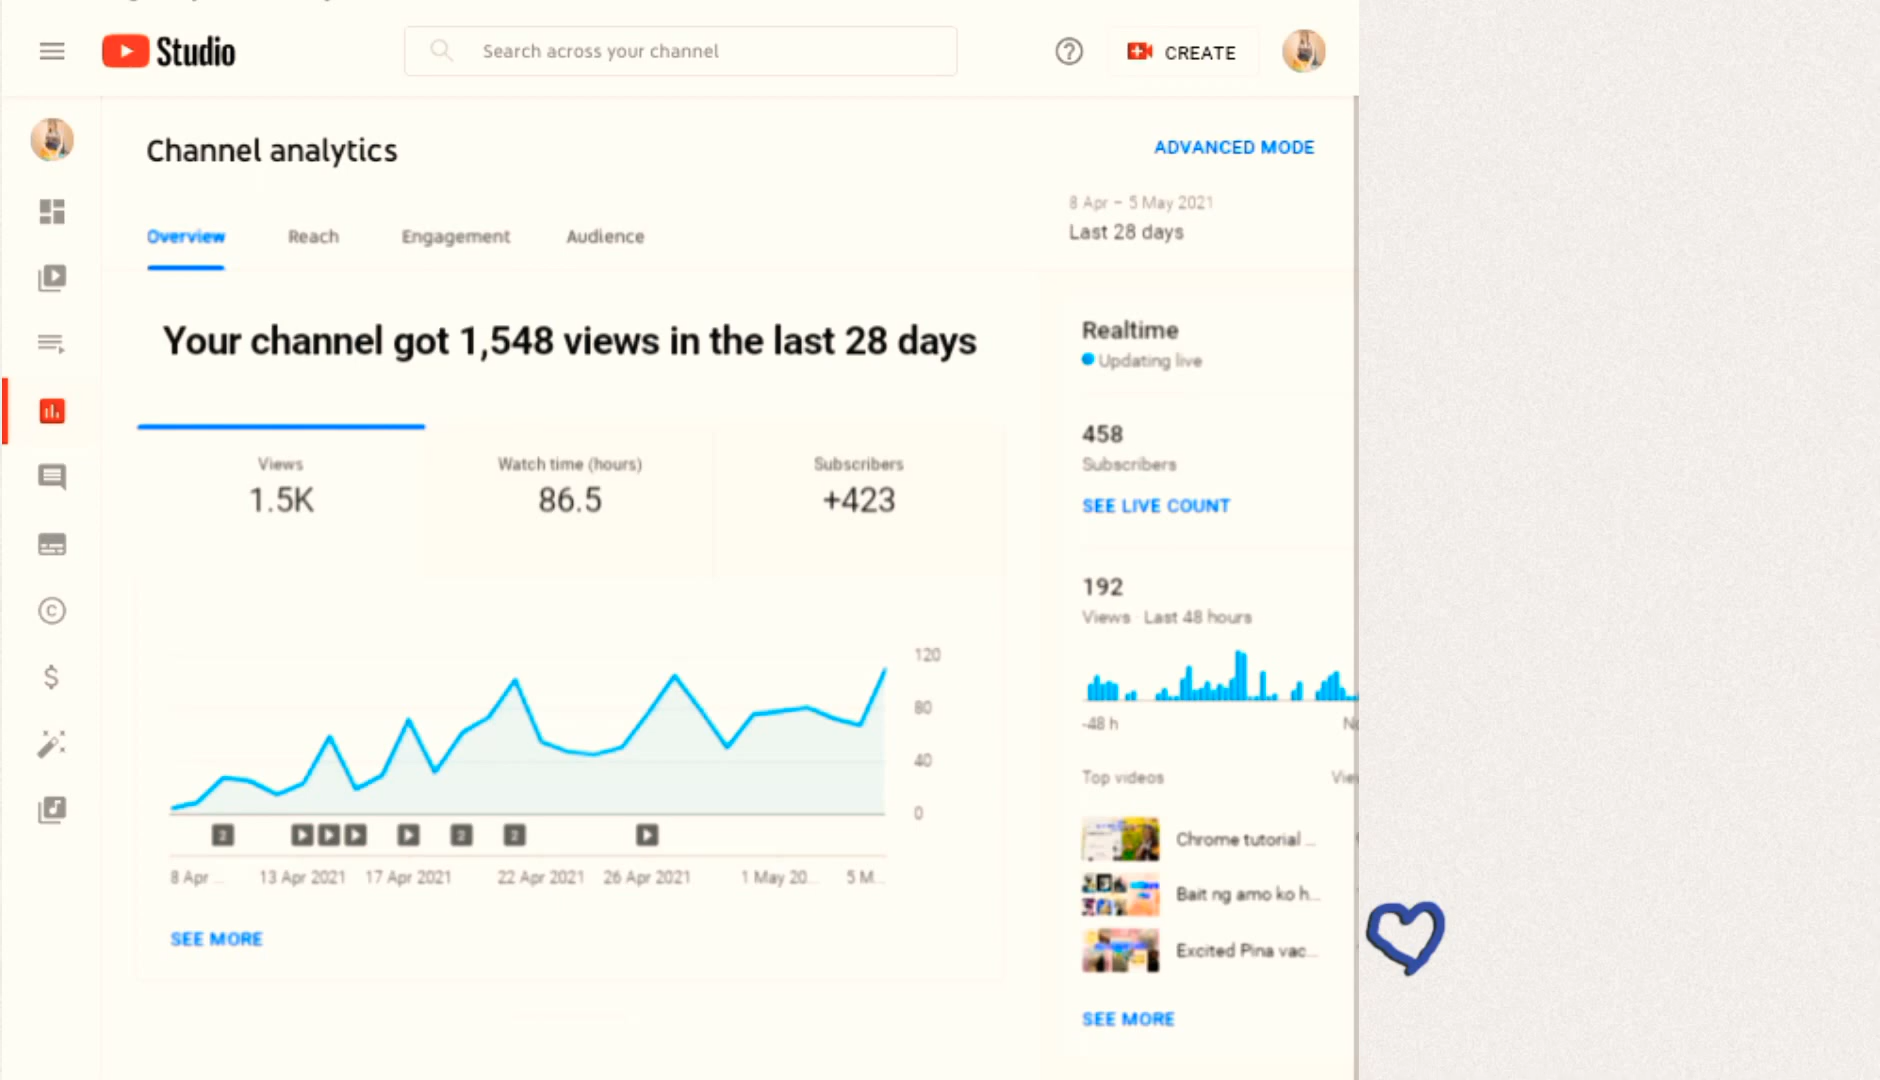 Studio
Search across your channel
CREATE
Channel analytics
ADVANCED MODE
8 Apr – 5 May 2021
Last 28 days
Overview
Reach
Engagement
Audience
Your channel got 1,548 views in the last 28 days
Views
1.5K
Watch time (hours)
86.5
Subscribers
+423
120
80
40
0
2
2
2
8 Apr ...
13 Apr 2021
17 Apr 2021
22 Apr 2021
26 Apr 2021
1 May 20...
5 M...
SEE MORE
Realtime
Updating live
458
Subscribers
SEE LIVE COUNT
192
Views · Last 48 hours
-48 h
Top videos
Chrome tutorial ...
Bait ng amo ko h...
Excited Pina vac...
SEE MORE